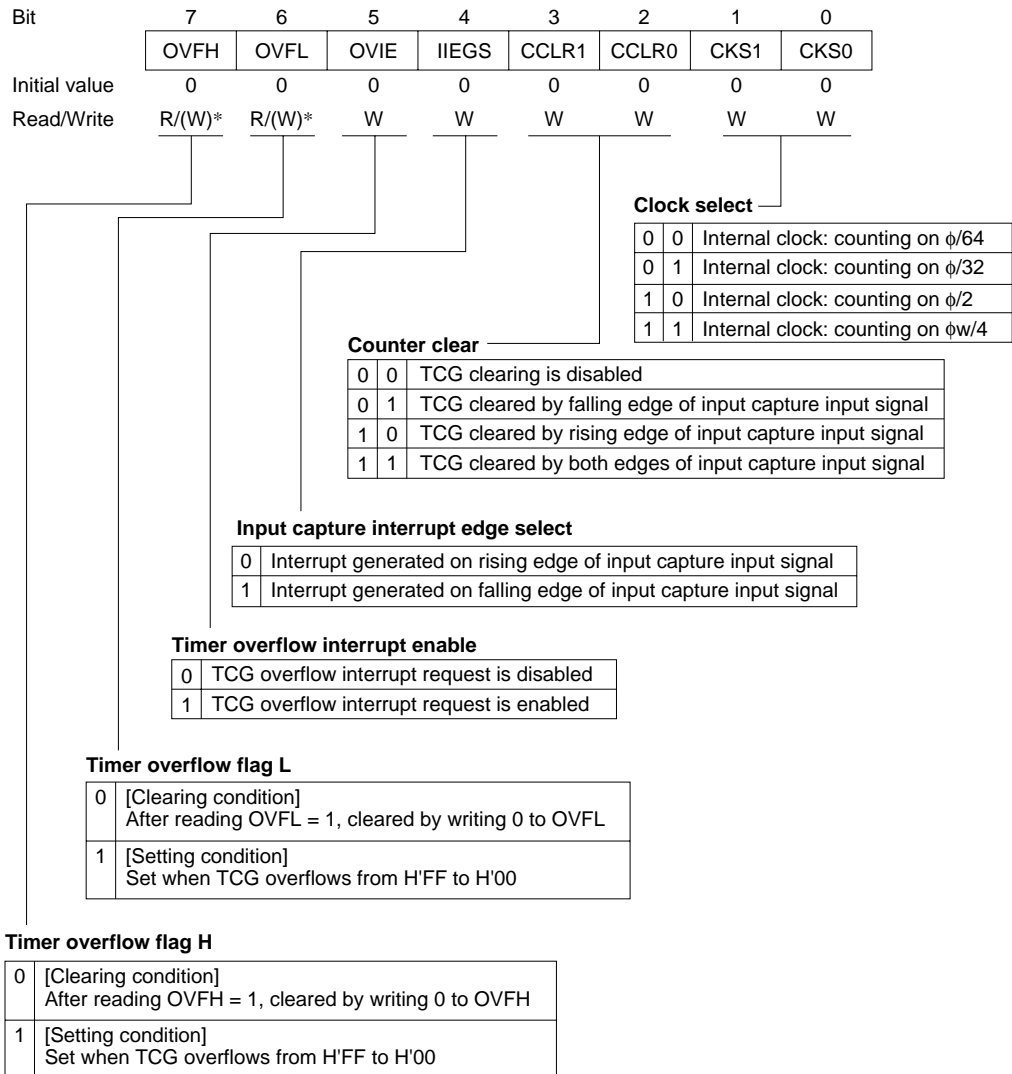 Bit 7 6 5 4 3 2 1 0
OVFH OVFL OVIE IIEGS CCLR1 CCLR0 CKS1 CKS0
Initial value 0 0 0 0 0 0 0 0
Read/Write R/(W)* R/(W)* W W W W W W
Clock select
0 0 Internal clock: counting on ϕ/64
0 1 Internal clock: counting on ϕ/32
1 0 Internal clock: counting on ϕ/2
1 1 Internal clock: counting on ϕw/4
Counter clear
0 0 TCG clearing is disabled
0 1 TCG cleared by falling edge of input capture input signal
1 0 TCG cleared by rising edge of input capture input signal
1 1 TCG cleared by both edges of input capture input signal
Input capture interrupt edge select
0 Interrupt generated on rising edge of input capture input signal
1 Interrupt generated on falling edge of input capture input signal
Timer overflow interrupt enable
0 TCG overflow interrupt request is disabled
1 TCG overflow interrupt request is enabled
Timer overflow flag L
0 [Clearing condition]
After reading OVFL = 1, cleared by writing 0 to OVFL
1 [Setting condition]
Set when TCG overflows from H'FF to H'00
Timer overflow flag H
0 [Clearing condition]
After reading OVFH = 1, cleared by writing 0 to OVFH
1 [Setting condition]
Set when TCG overflows from H'FF to H'00